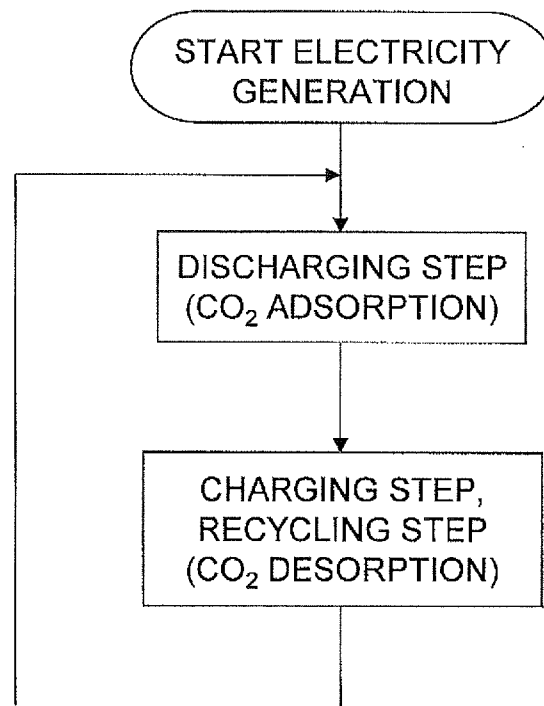 START ELECTRICITY
GENERATION
DISCHARGING STEP
(CO₂ ADSORPTION)
CHARGING STEP,
RECYCLING STEP
(CO₂ DESORPTION)